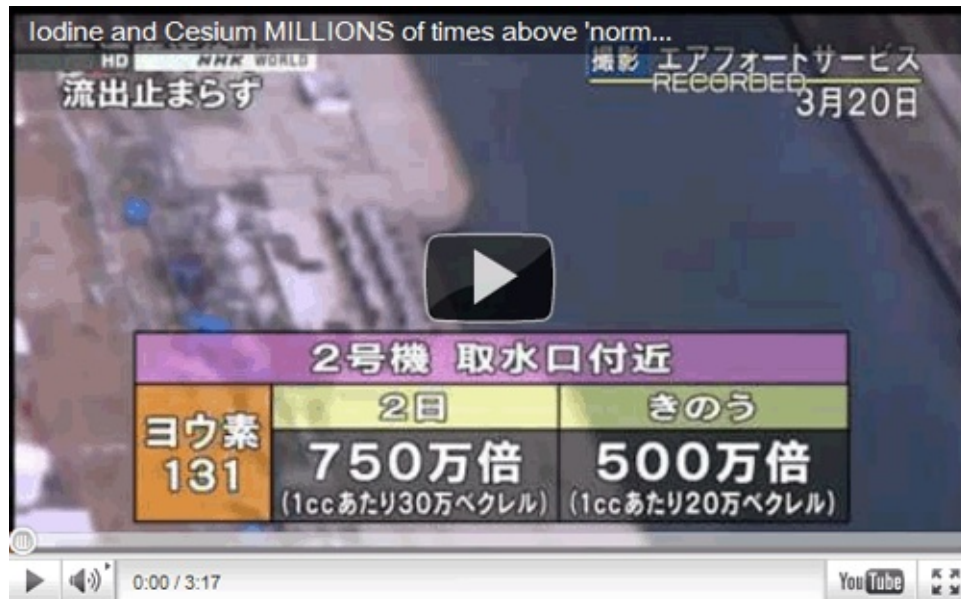 Iodine and Cesium MILLIONS of times above 'norm...
HD NHK WORLD
撮影 エアフォートサービス
RECORDED
流出止まらず
3月20日
2号機 取水口付近
ヨウ素
131
2日
きのう
750万倍
500万倍
(1ccあたり30万ベクレル)
(1ccあたり20万ベクレル)
0:00 / 3:17
You Tube